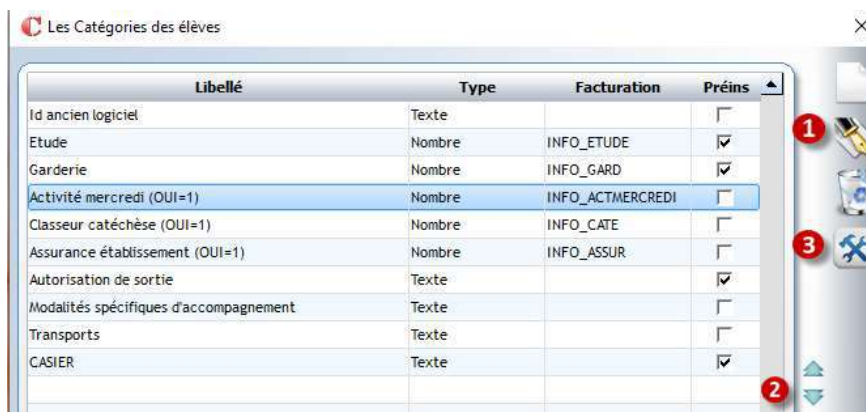 Les Catégories des élèves
Libellé Type Facturation Préins
Id ancien logiciel Texte
Etude Nombre INFO_ETUDE
Garderie Nombre INFO_GARD
Activité mercredi (OUI=1) Nombre INFO_ACTMERCREDI
Classeur catéchèse (OUI=1) Nombre INFO_CATE
Assurance établissement (OUI=1) Nombre INFO_ASSUR
Autorisation de sortie Texte
Modalités spécifiques d'accompagnement Texte
Transports Texte
CASIER Texte
1
3
2